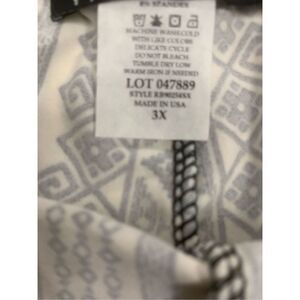 8% SPANDEX
MACHINE WASH COLD
WITH LIKE COLORS
DELICATE CYCLE
DO NOT BLEACH
TUMBLE DRY LOW
WARM IRON IF NEEDED
LOT 047889
STYLE
MADE IN USA
3X